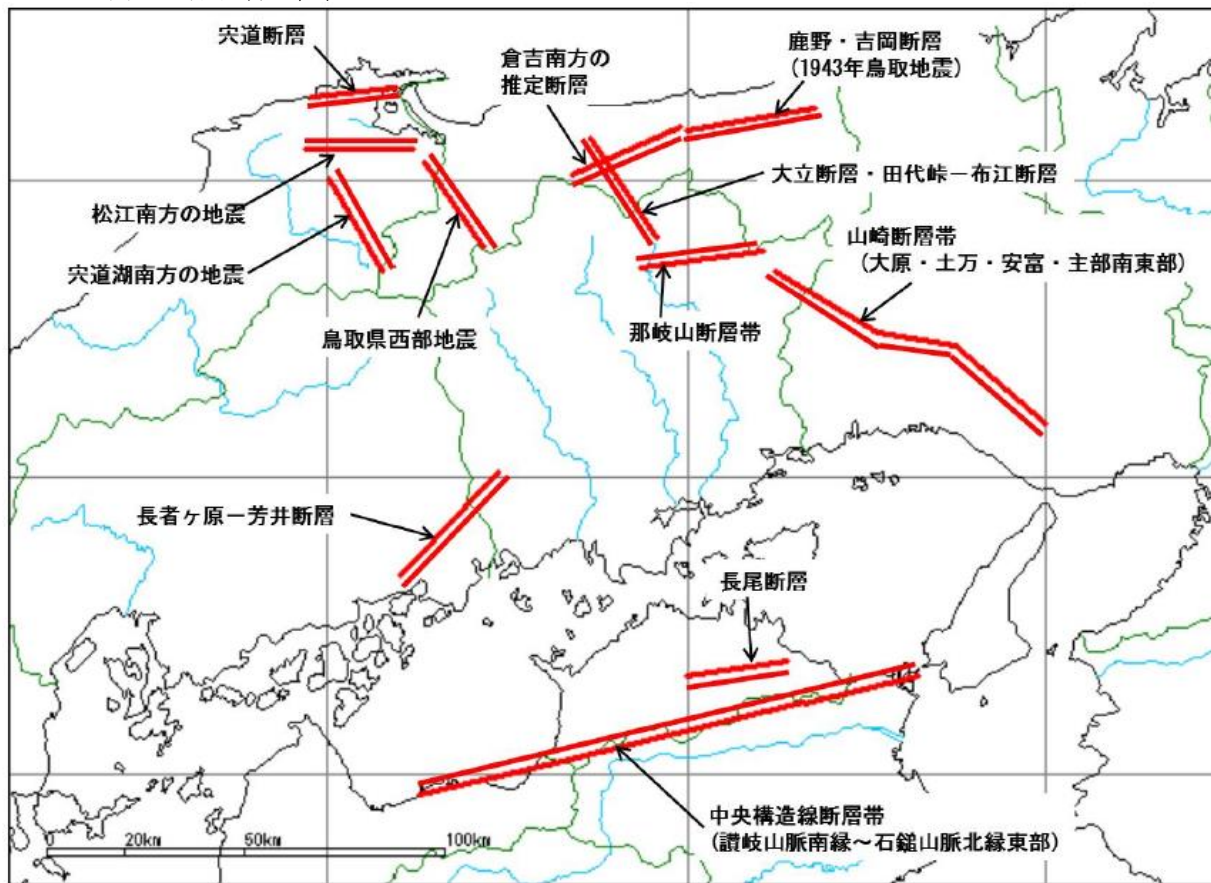 宍道断層
倉吉南方の
推定断層
鹿野・吉岡断層
(1943年鳥取地震)
大立断層・田代峠－布江断層
松江南方の地震
山崎断層帯
(大原・土万・安富・主部南東部)
宍道湖南方の地震
鳥取県西部地震
那岐山断層帯
長者ヶ原－芳井断層
長尾断層
中央構造線断層帯
(讃岐山脈南縁～石鎚山脈北縁東部)
0 20km 50km 100km